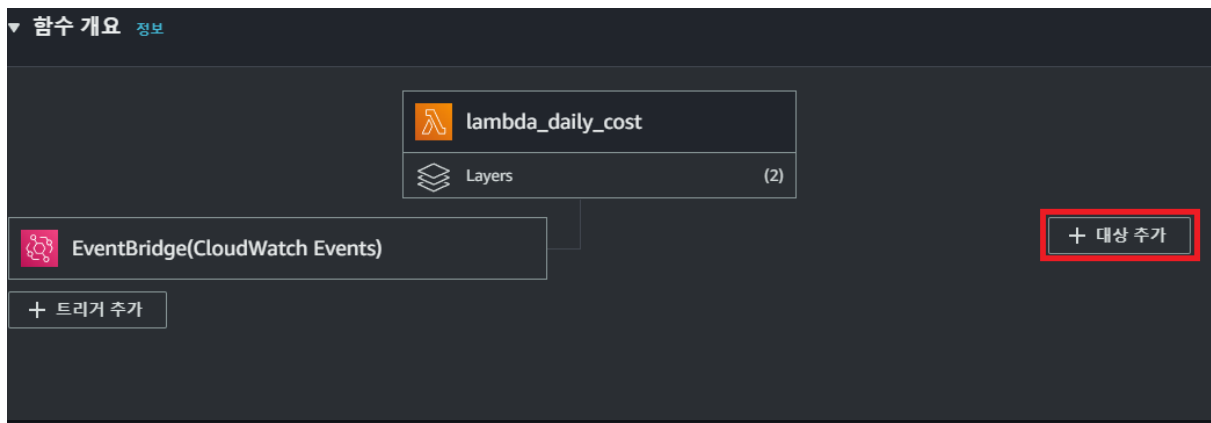 함수 개요 정보
lambda_daily_cost
Layers (2)
EventBridge(CloudWatch Events)
+ 대상 추가
+ 트리거 추가